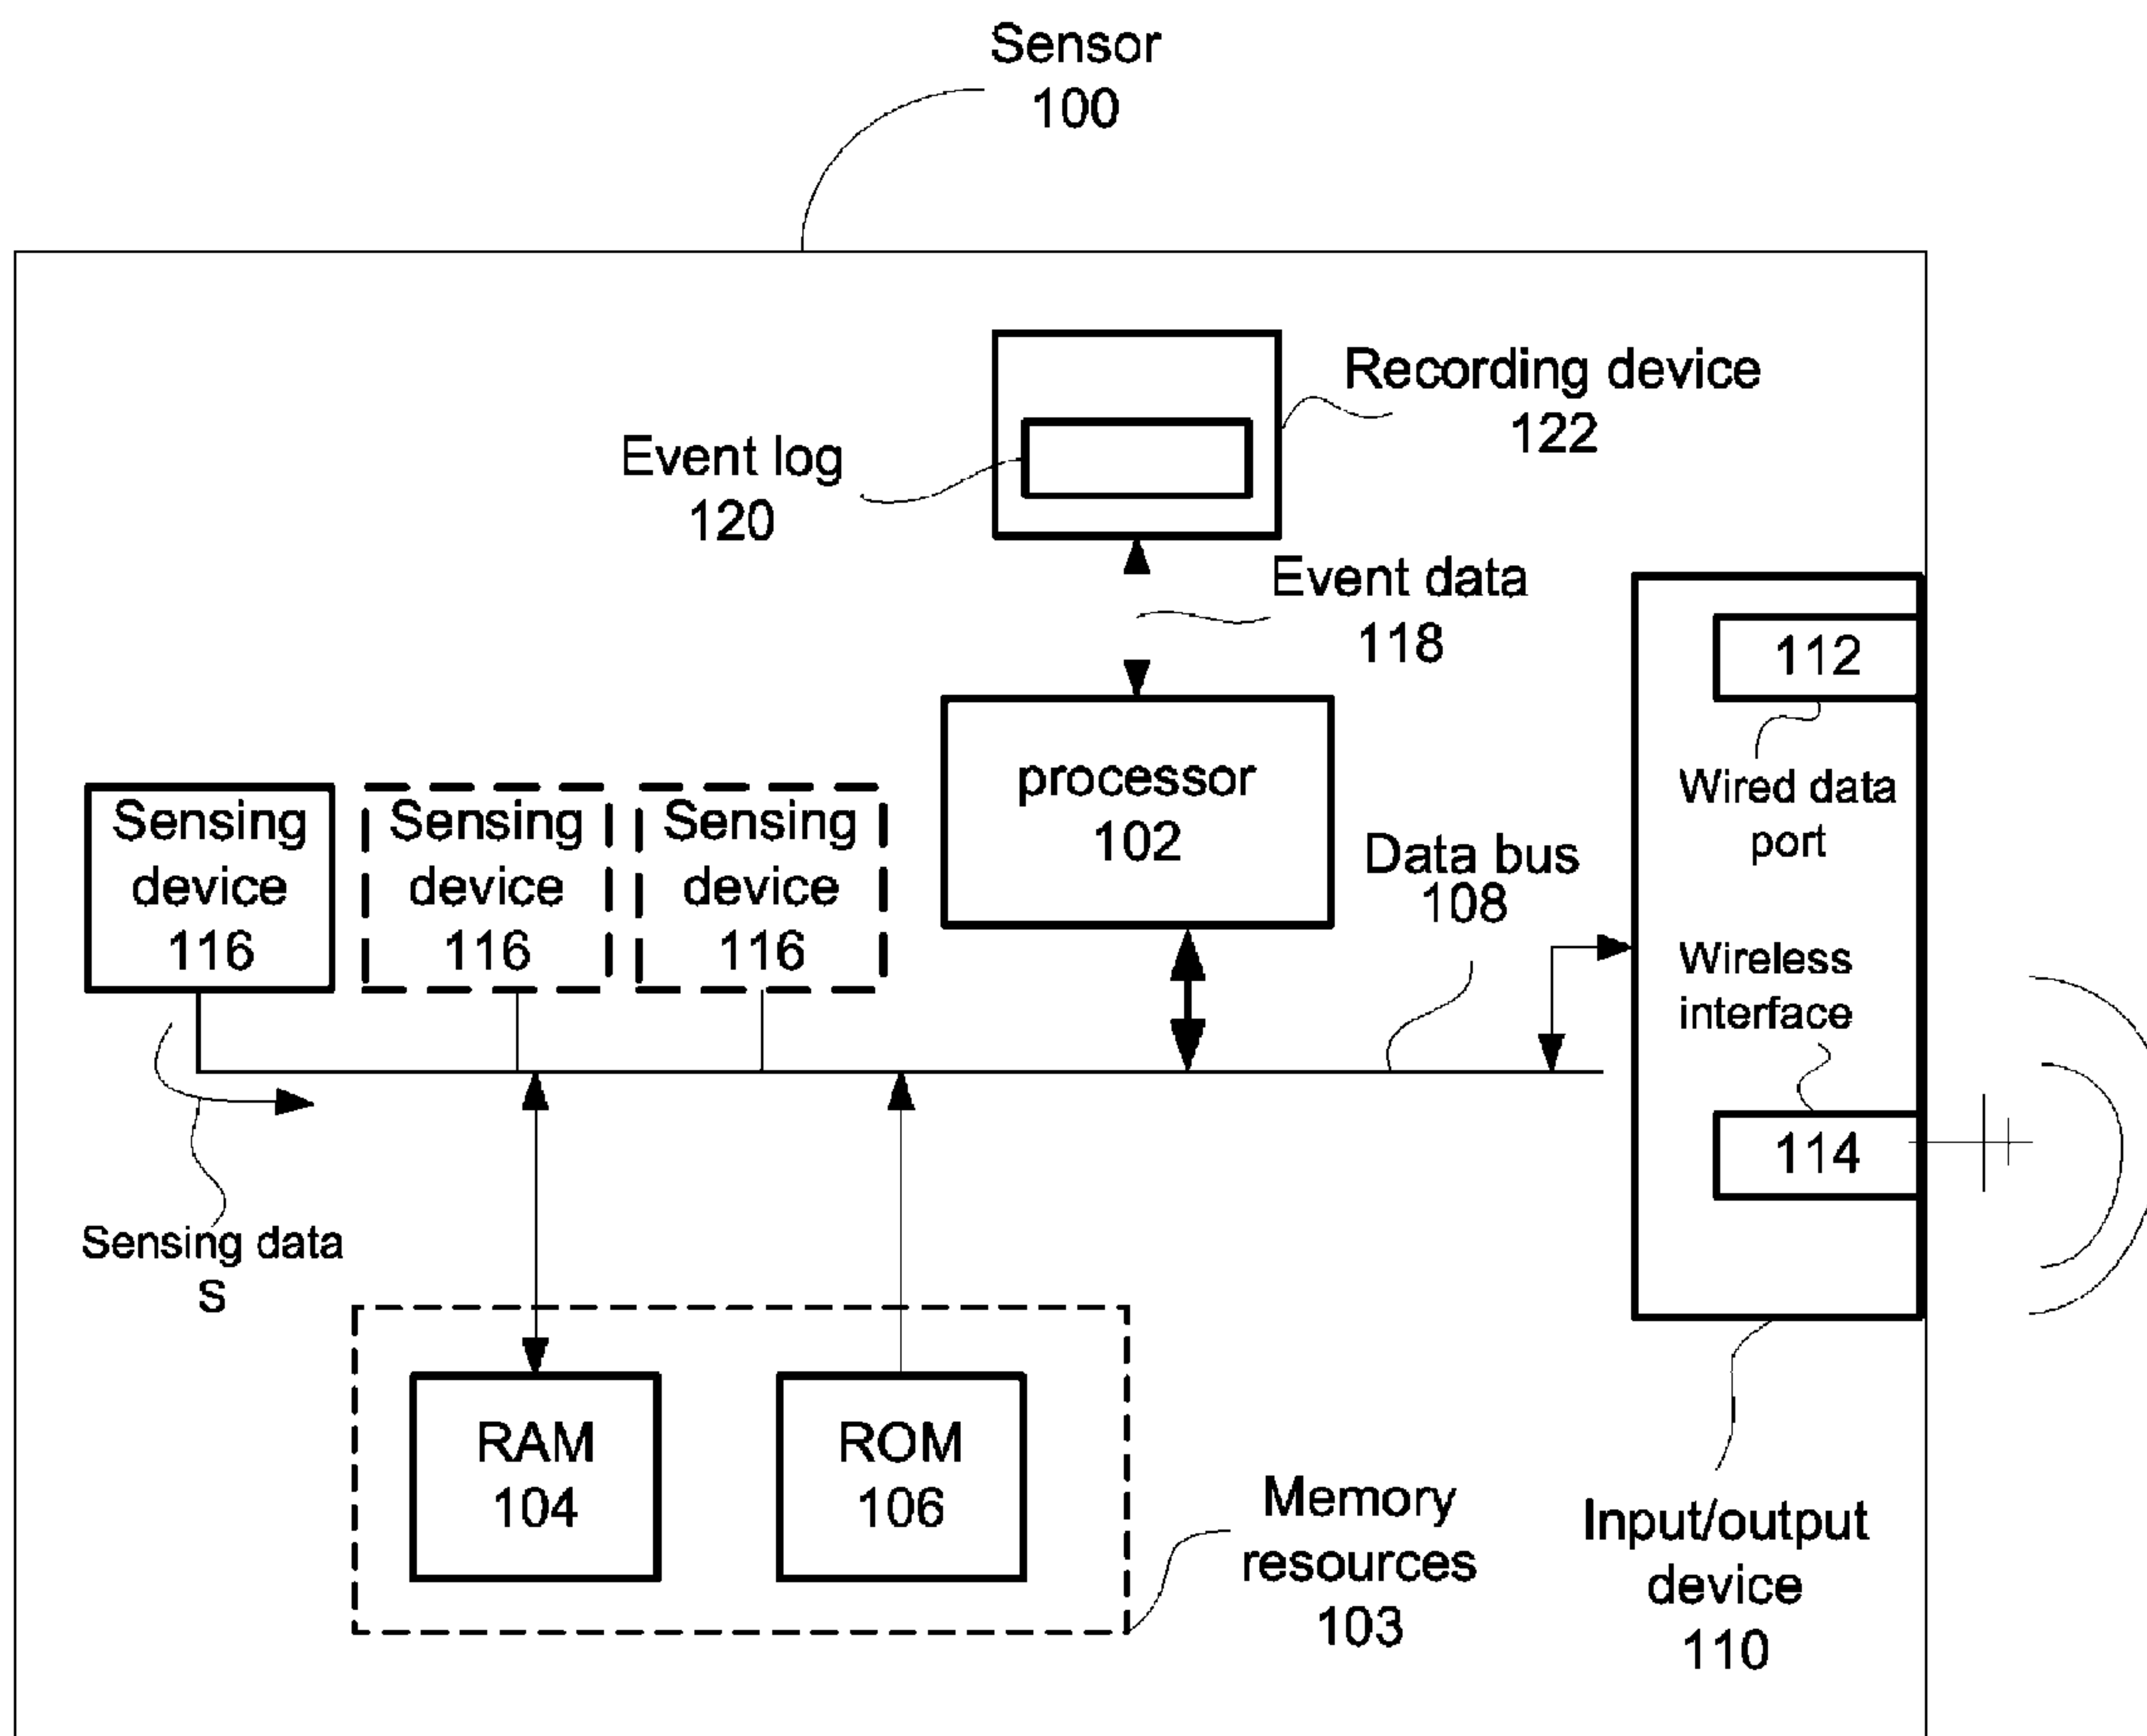 Sensor
100
Recording device
122
Event log
120
Event data
118
112
Wired data
port
processor
102
Sensing
device
116
Sensing
device
116
Sensing
device
116
Data bus
108
Wireless
interface
114
Sensing data
S
RAM
104
ROM
106
Memory
resources
103
Input/output
device
110